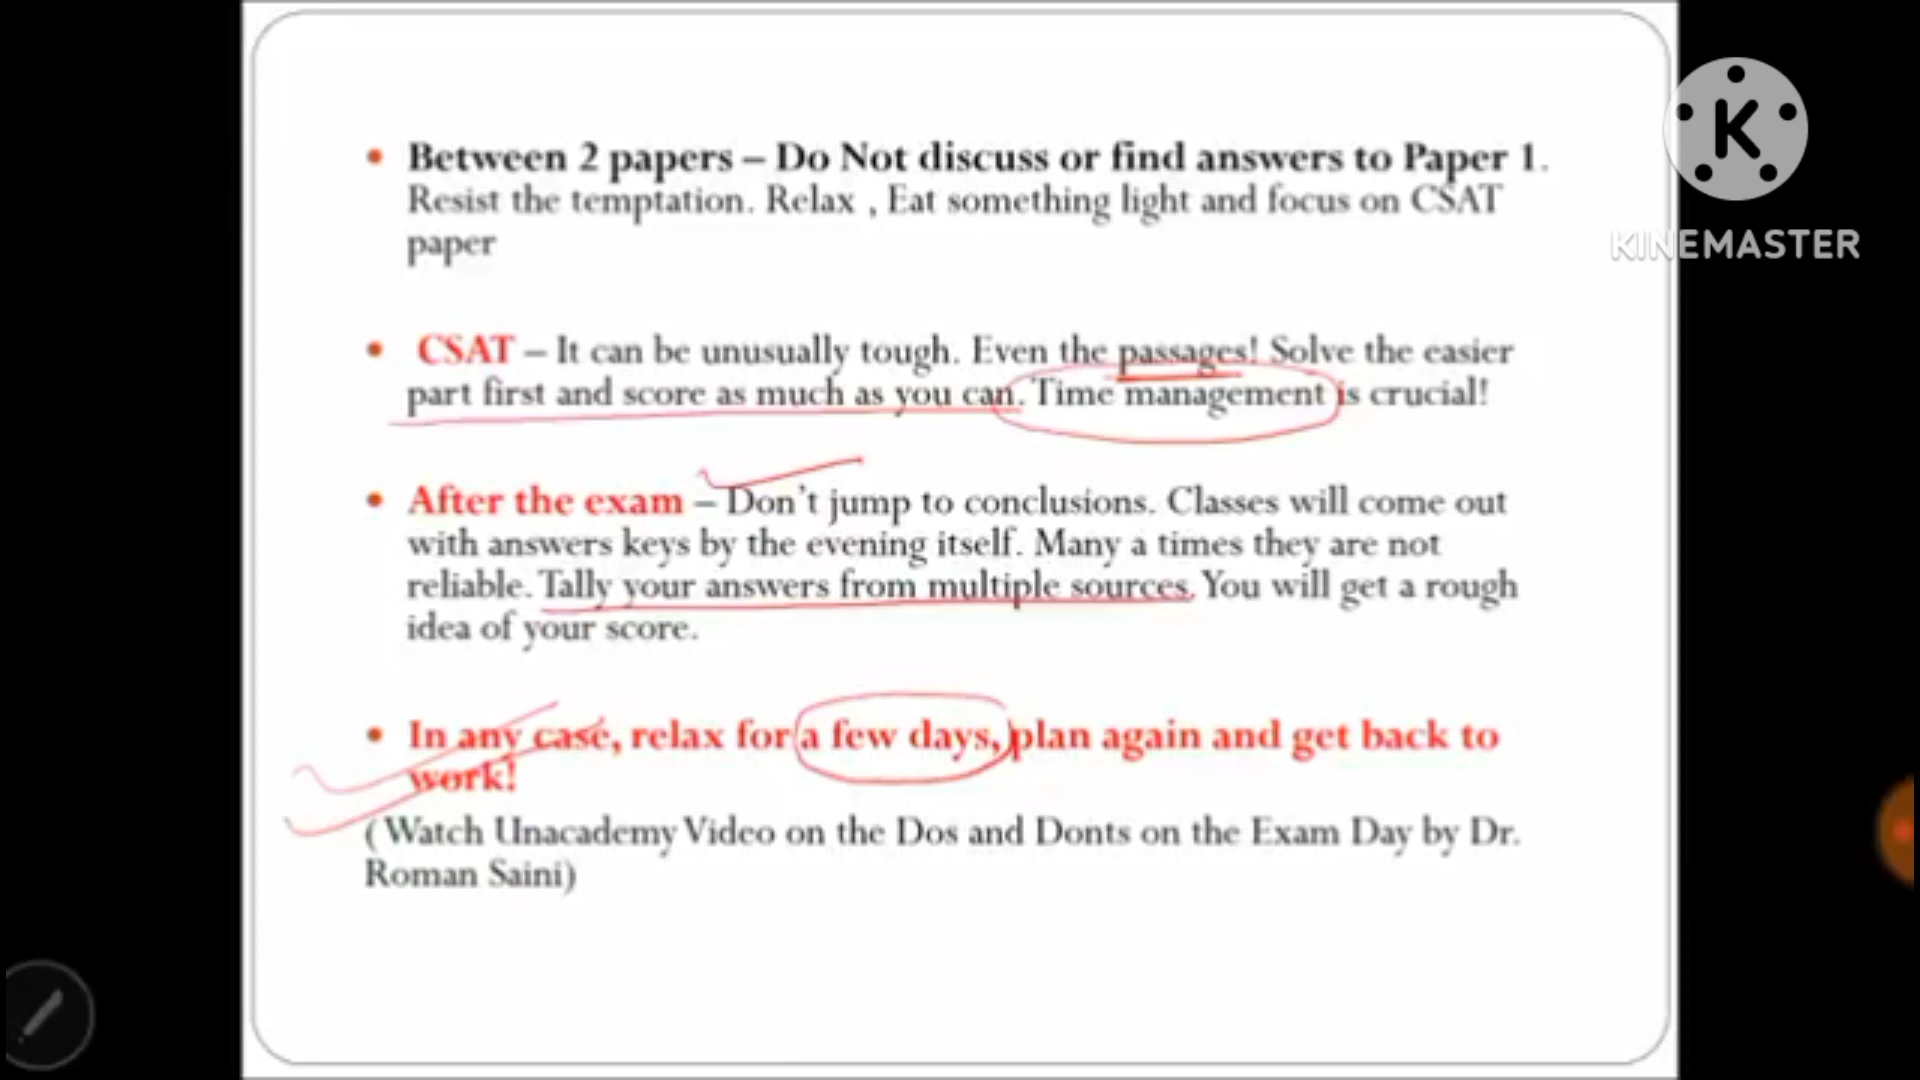 Between 2 papers – Do Not discuss or find answers to Paper 1.
Resist the temptation. Relax , Eat something light and focus on CSAT
paper
CSAT – It can be unusually tough. Even the passages! Solve the easier
part first and score as much as you can. Time management is crucial!
After the exam – Don't jump to conclusions. Classes will come out
with answers keys by the evening itself. Many a times they are not
reliable. Tally your answers from multiple sources. You will get a rough
idea of your score.
In any case, relax for a few days, plan again and get back to
work!
( Watch Unacademy Video on the Dos and Donts on the Exam Day by Dr.
Roman Saini)
K
KINEMASTER